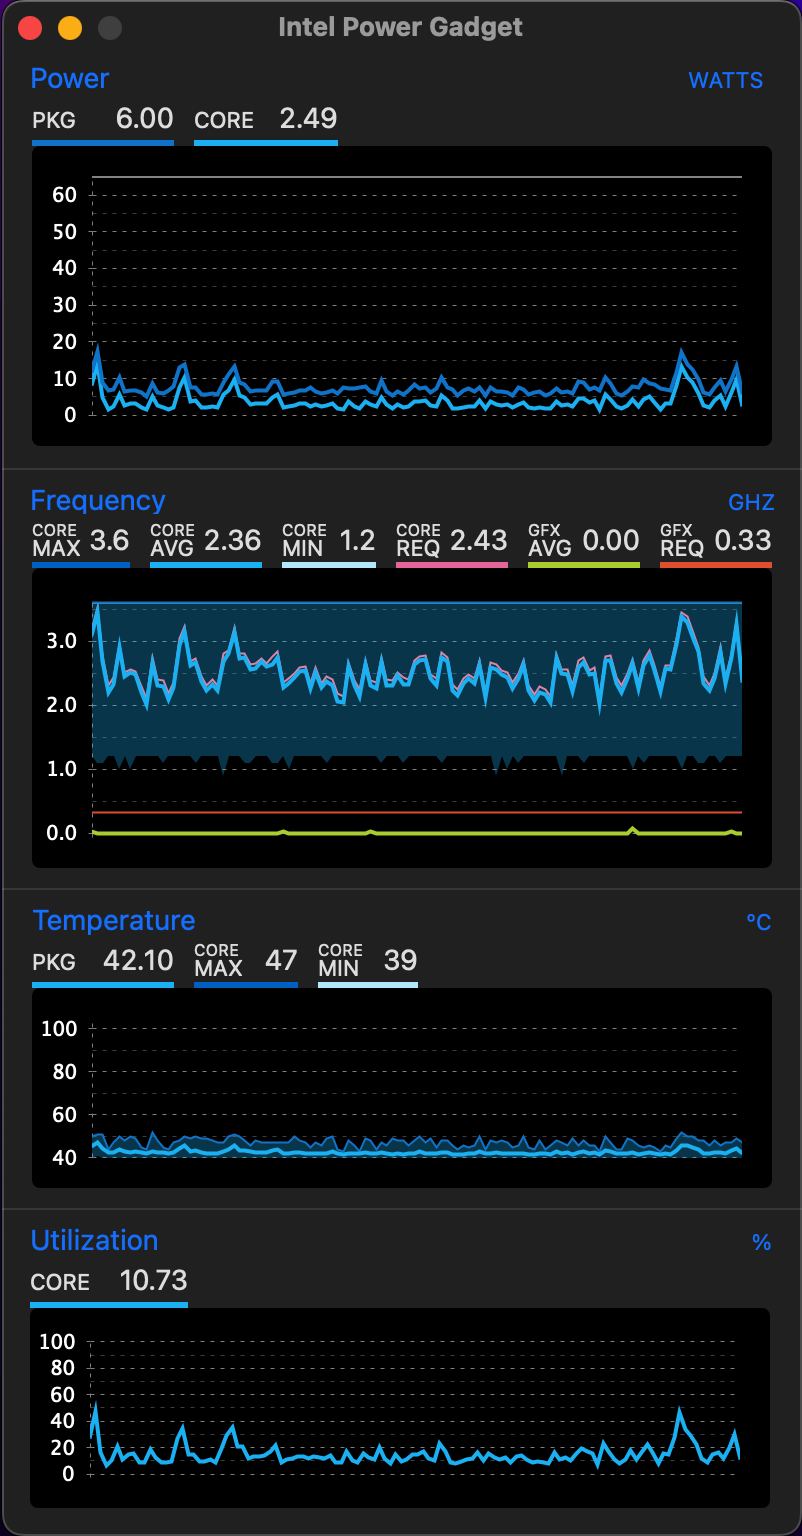 Intel Power Gadget
Power WATTS
PKG 6.00 CORE 2.49
60
50
40
30
20
10
0
Frequency GHZ
CORE MAX 3.6 CORE AVG 2.36 CORE MIN 1.2 CORE REQ 2.43 GFX AVG 0.00 GFX REQ 0.33
3.0
2.0
1.0
0.0
Temperature ºC
PKG 42.10 CORE MAX 47 CORE MIN 39
100
80
60
40
Utilization %
CORE 10.73
100
80
60
40
20
0